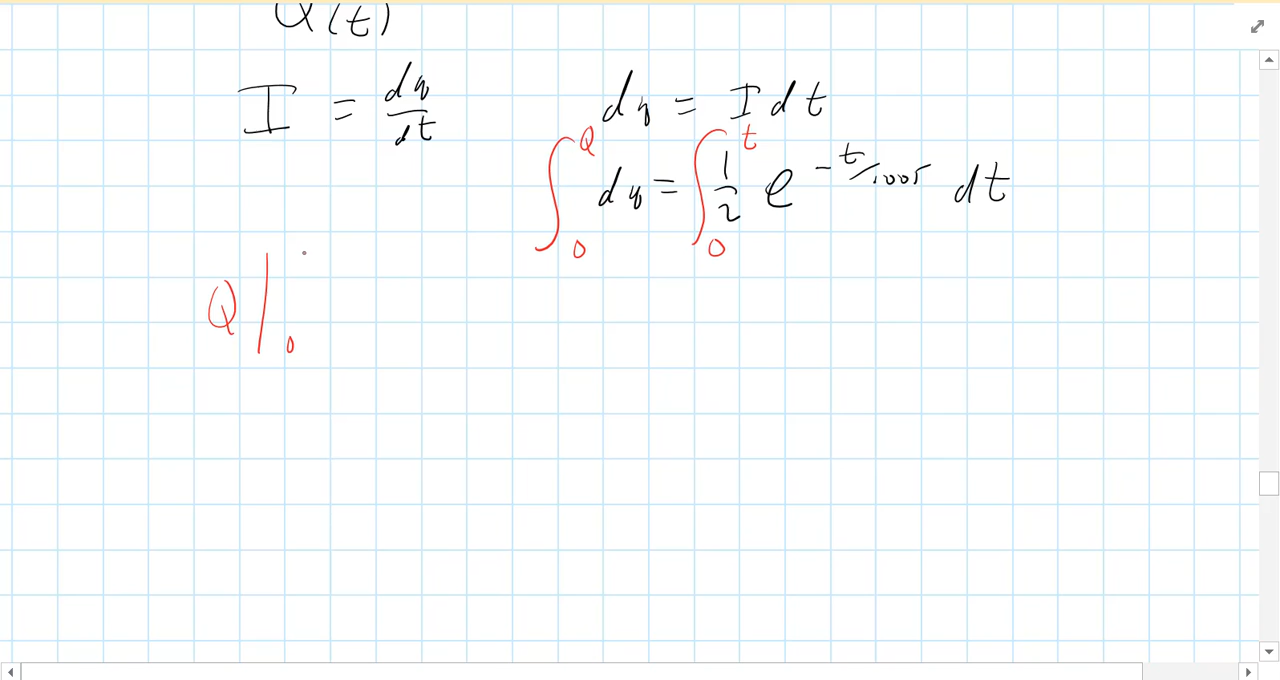 Q(t)
I = dq/dt
dq = I dt
∫₀^Q dq = ∫₀^t 1/2 e^(-t/.005) dt
Q|₀